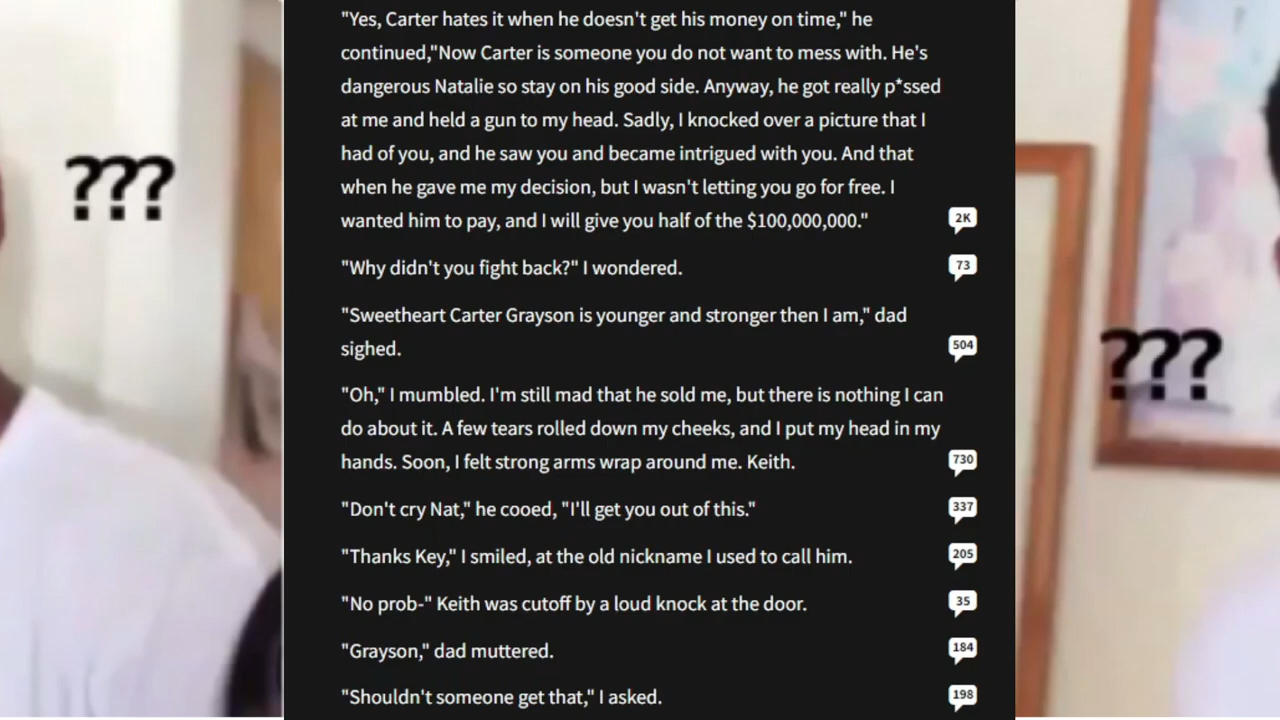 "Yes, Carter hates it when he doesn't get his money on time," he
continued,"Now Carter is someone you do not want to mess with. He's
dangerous Natalie so stay on his good side. Anyway, he got really p*ssed
at me and held a gun to my head. Sadly, I knocked over a picture that I
had of you, and he saw you and became intrigued with you. And that
when he gave me my decision, but I wasn't letting you go for free. I
wanted him to pay, and I will give you half of the $100,000,000."
2K
"Why didn't you fight back?" I wondered.
73
"Sweetheart Carter Grayson is younger and stronger then I am," dad
sighed.
504
"Oh," I mumbled. I'm still mad that he sold me, but there is nothing I can
do about it. A few tears rolled down my cheeks, and I put my head in my
hands. Soon, I felt strong arms wrap around me. Keith.
730
"Don't cry Nat," he cooed, "I'll get you out of this."
337
"Thanks Key," I smiled, at the old nickname I used to call him.
205
"No prob-" Keith was cutoff by a loud knock at the door.
35
"Grayson," dad muttered.
184
"Shouldn't someone get that," I asked.
198
???
???